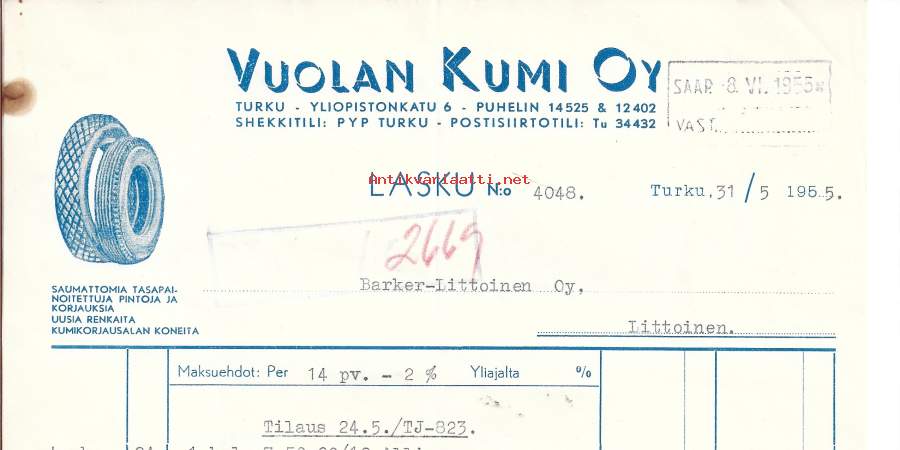 VUOLAN KUMI OY
TURKU - YLIOPISTONKATU 6 - PUHELIN 14525 & 12402
SHEKKITILI: PYP TURKU - POSTISIIRTOTILI: Tu 34432
SAAP. -8. VI. 1955
VAST.
Antikvariaatti.net
LASKU N:o 4048. Turku, 31/5 1955.
2669
Barker-Littoinen Oy,
Littoinen.
SAUMATTOMIA TASAPAI-
NOITETTUJA PINTOJA JA
KORJAUKSIA
UUSIA RENKAITA
KUMIKORJAUSALAN KONEITA
Maksuehdot: Per 14 pv. - 2 % Yliajalta %
Tilaus 24.5./TJ-823.